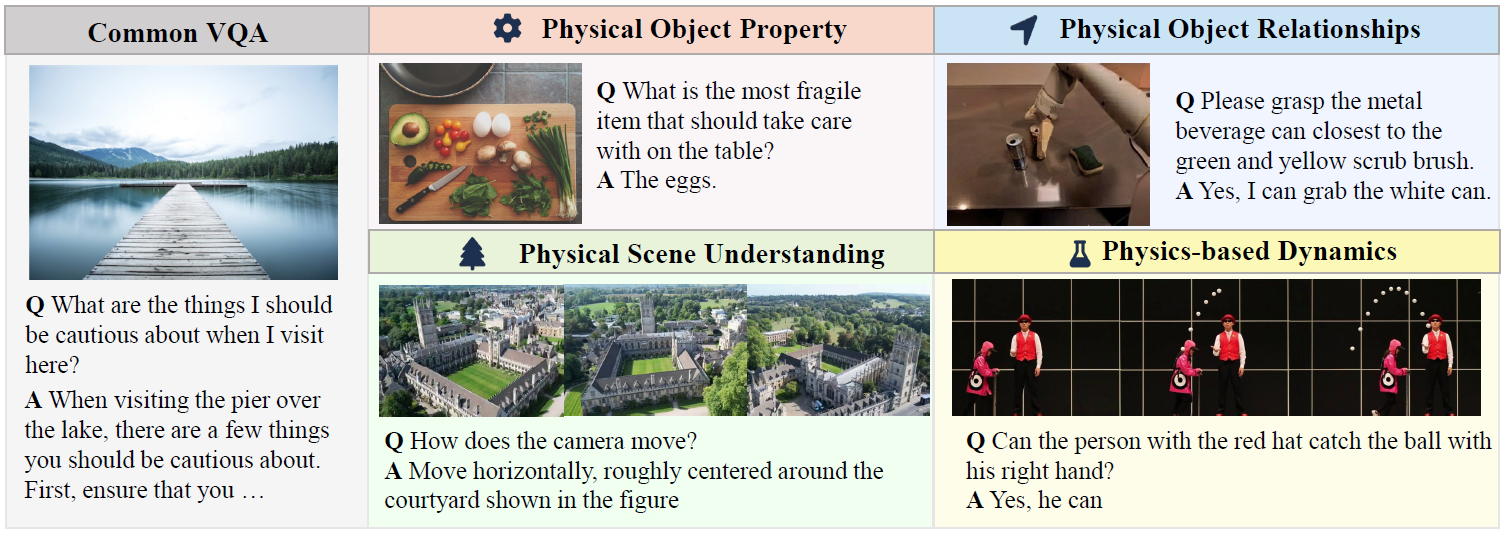 Common VQA
Q What are the things I should
be cautious about when I visit
here?
A When visiting the pier over
the lake, there are a few things
you should be cautious about.
First, ensure that you …
Physical Object Property
Q What is the most fragile
item that should take care
with on the table?
A The eggs.
Physical Object Relationships
Q Please grasp the metal
beverage can closest to the
green and yellow scrub brush.
A Yes, I can grab the white can.
Physical Scene Understanding
Q How does the camera move?
A Move horizontally, roughly centered around the
courtyard shown in the figure
Physics-based Dynamics
6
6
6
Q Can the person with the red hat catch the ball with
his right hand?
A Yes, he can